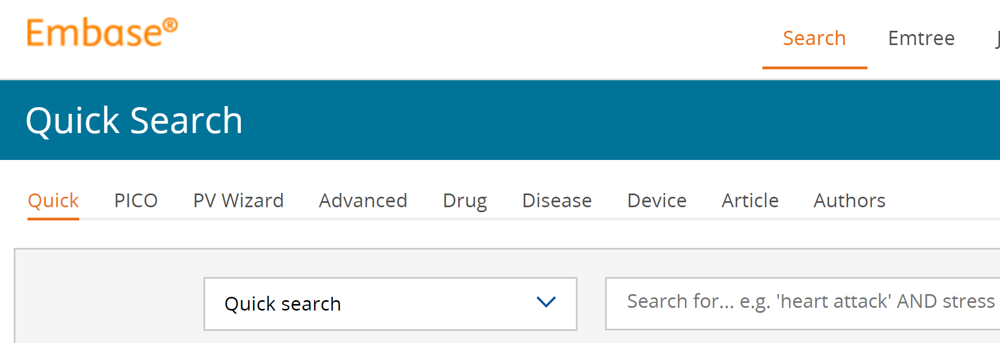 Embase®
Search Emtree
Quick Search
Quick PICO PV Wizard Advanced Drug Disease Device Article Authors
Quick search Search for... e.g. 'heart attack' AND stress